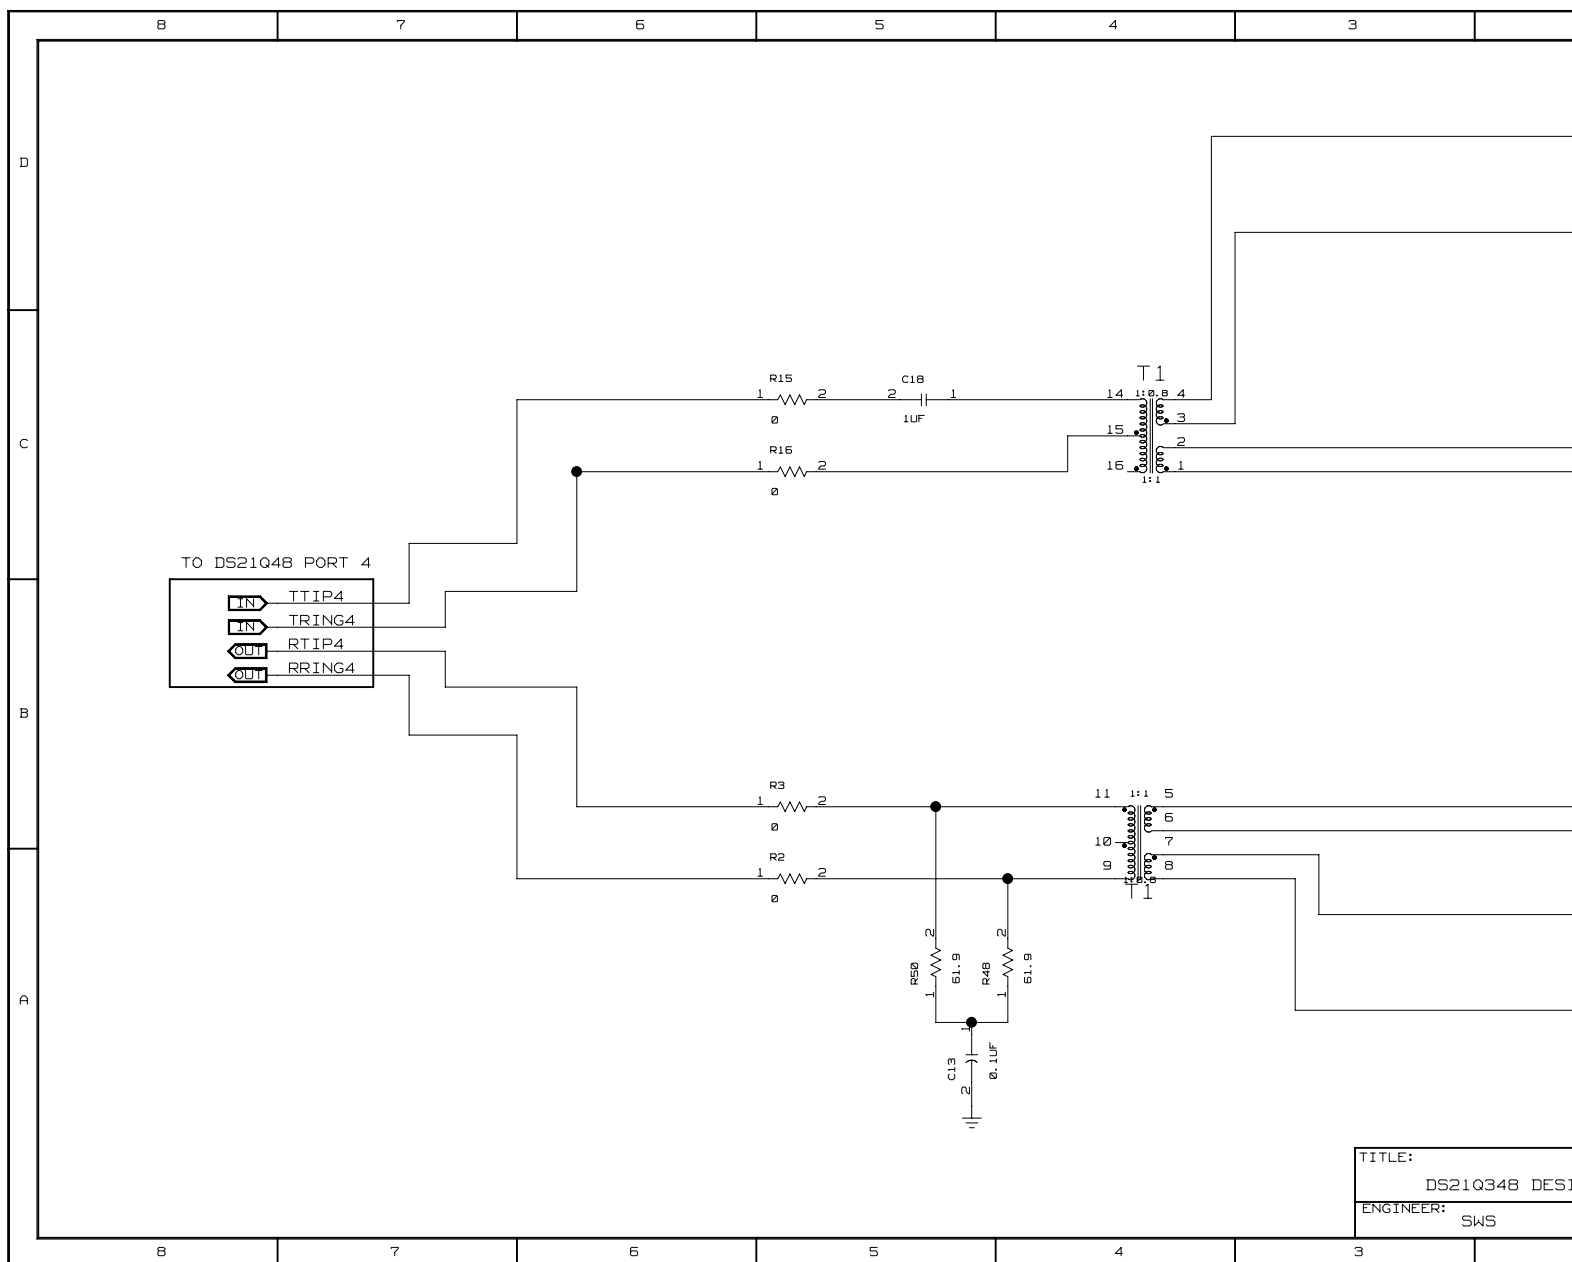 8 7 6 5 4 3
D
T1
R15 C18
1 2 2 1 14 1:0.8 4
0 1UF 3
C 15 2
R16
1 2 16 1
0 1:1
TO DS21Q48 PORT 4
IN TTIP4
IN TRING4
OUT RTIP4
OUT RRING4
B
R3
1 2 11 1:1 5
0 6
10 7
R2
1 2 9 8
0 1:0.8
T1
2 2
R50 61.9 R48 61.9
1 1
A
1
C13 0.1UF
2
TITLE:
DS21Q348 DESI
ENGINEER:
SWS
8 7 6 5 4 3